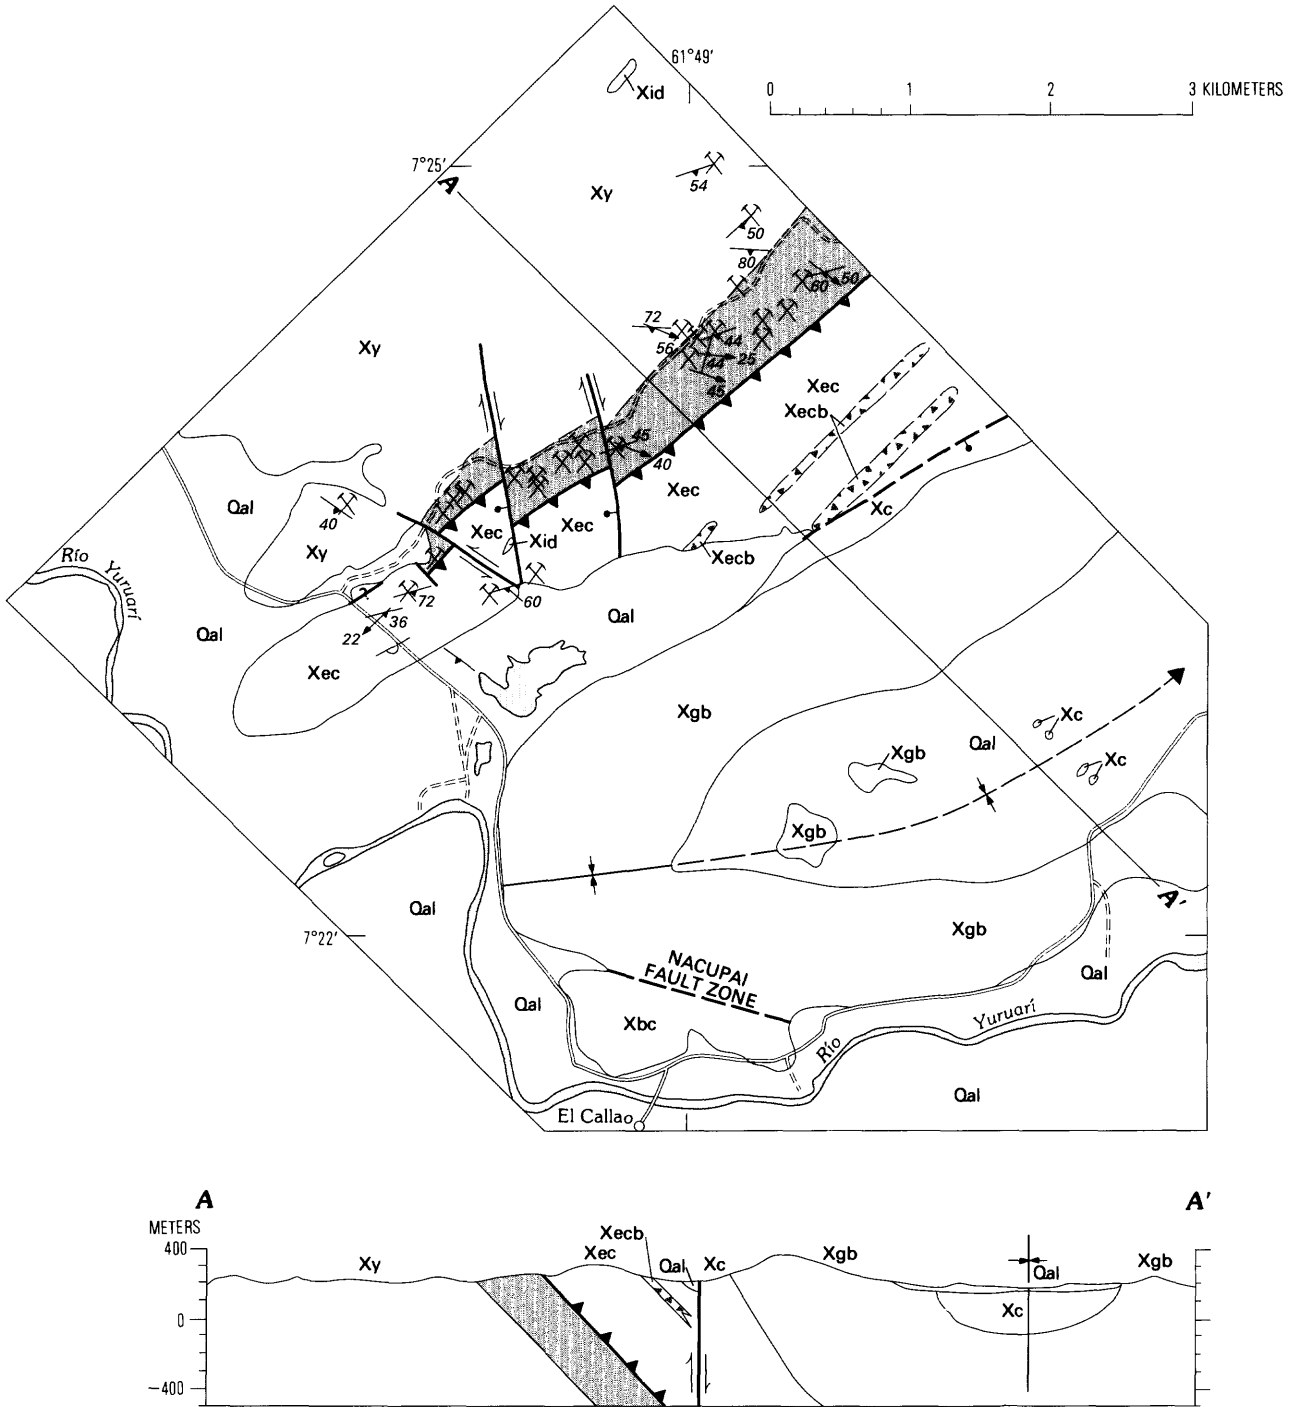 61°49'
0 1 2 3 KILOMETERS
Xid
7°25'
A
54
Xy
50
80
60 50
72
56
44
44
25
45
Xy
Xec
Xecb
45
40
Xec
Xc
Qal
40
Xec
Xec
Xid
Xecb
Xy
Río Yuruarí
?
72
60
Qal
36
22
Qal
Xec
Xgb
Xc
Qal
Xgb
Xc
Xgb
A'
Qal
7°22'
Xgb
NACUPAI
FAULT ZONE
Qal
Qal
Xbc
Río Yuruarí
Qal
El Callao
A
A'
METERS
400
0
−400
Xy
Xecb
Xec
Qal
Xc
Xgb
Qal
Xgb
Xc